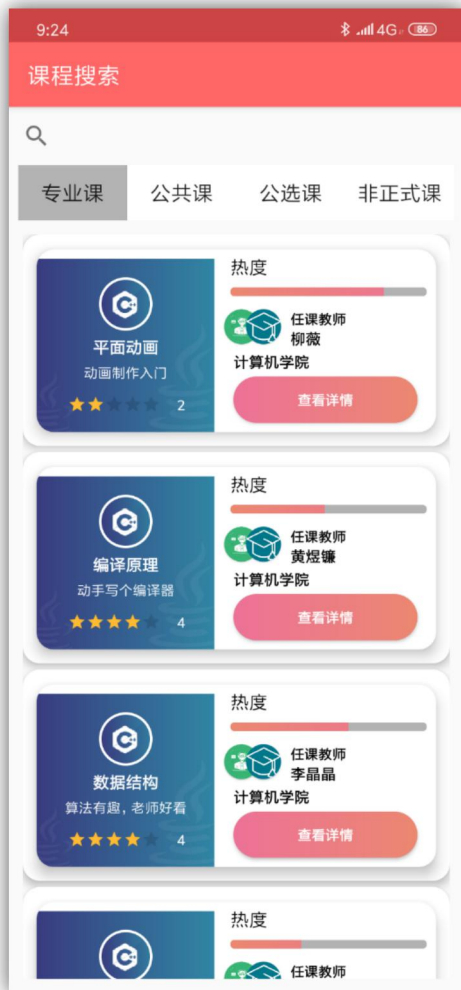 9:24
4G 86
课程搜索
专业课 公共课 公选课 非正式课
热度
平面动画
动画制作入门
2
任课教师
柳薇
计算机学院
查看详情
热度
编译原理
动手写个编译器
4
任课教师
黄煜镰
计算机学院
查看详情
热度
数据结构
算法有趣，老师好看
4
任课教师
李晶晶
计算机学院
查看详情
热度
任课教师